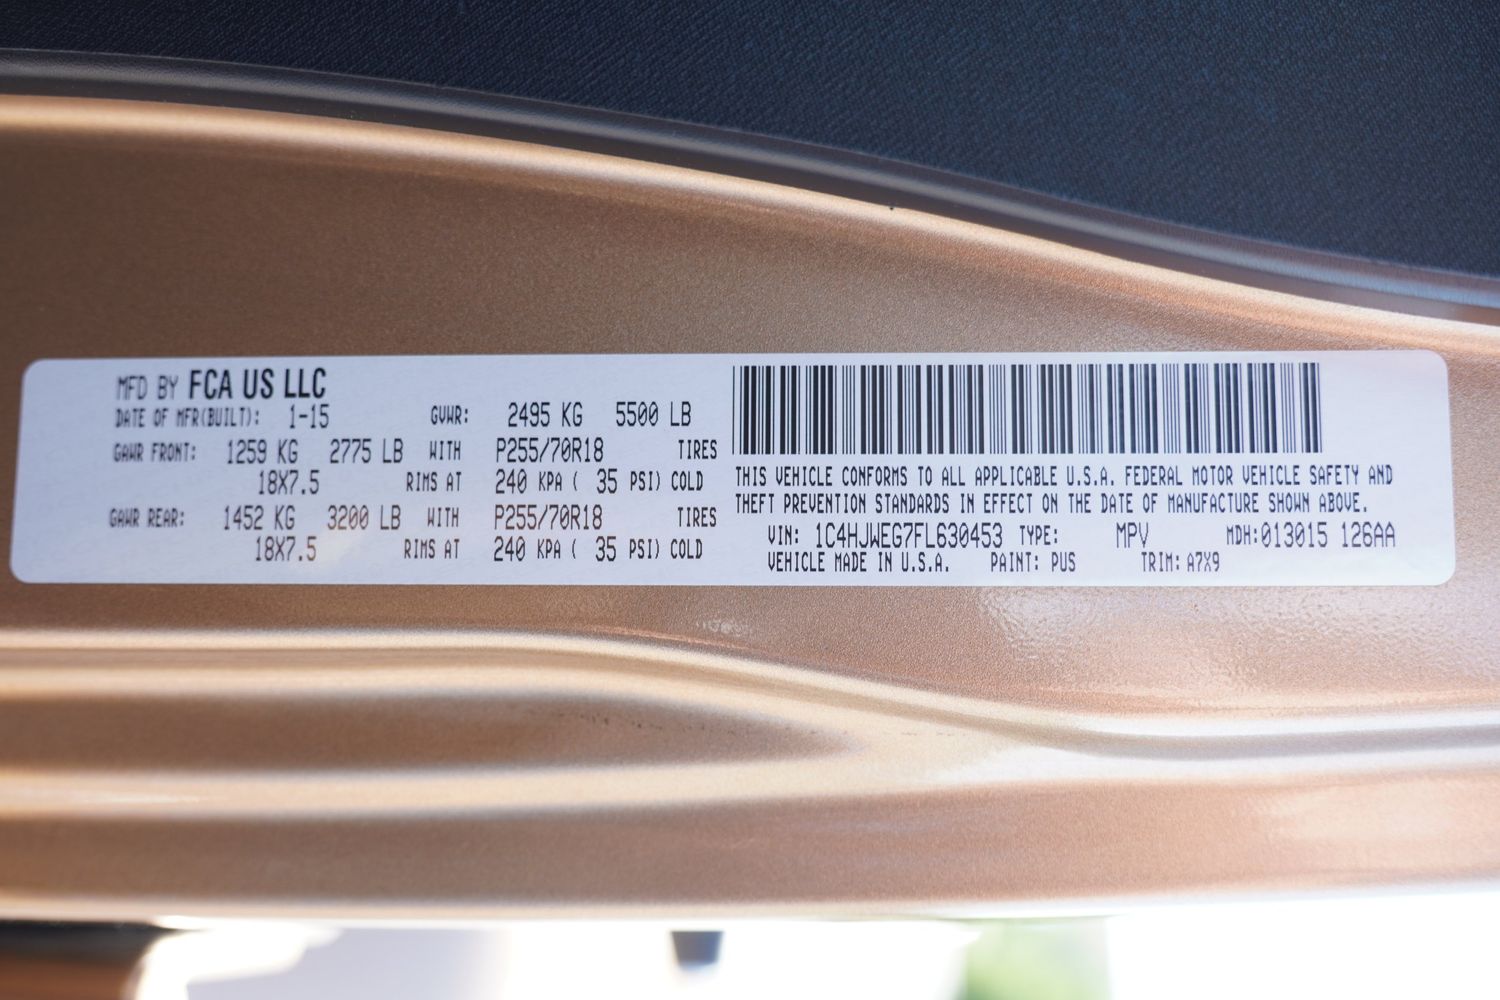 MFD BY FCA US LLC
DATE OF MFR(BUILT): 1-15 GVWR: 2495 KG 5500 LB
GAWR FRONT: 1259 KG 2775 LB WITH P255/70R18 TIRES
18X7.5 RIMS AT 240 KPA ( 35 PSI) COLD
GAWR REAR: 1452 KG 3200 LB WITH P255/70R18 TIRES
18X7.5 RIMS AT 240 KPA ( 35 PSI) COLD
THIS VEHICLE CONFORMS TO ALL APPLICABLE U.S.A. FEDERAL MOTOR VEHICLE SAFETY AND
THEFT PREVENTION STANDARDS IN EFFECT ON THE DATE OF MANUFACTURE SHOWN ABOVE.
VIN: 1C4HJWEG7FL630453 TYPE: MPV MDH:013015 126AA
VEHICLE MADE IN U.S.A. PAINT: PUS TRIM: A7X9